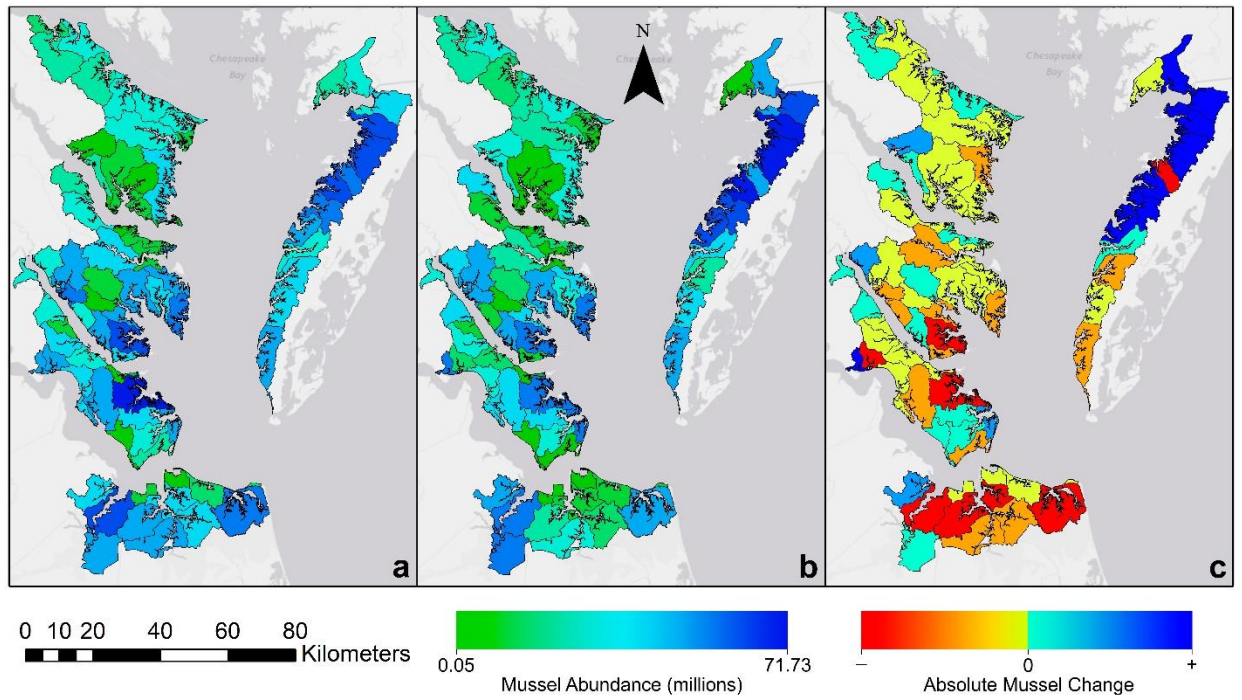 Chesapeake
Bay
N
Chesapeake
Bay
a
b
c
0 10 20 40 60 80
Kilometers
0.05
71.73
Mussel Abundance (millions)
– 0 +
Absolute Mussel Change